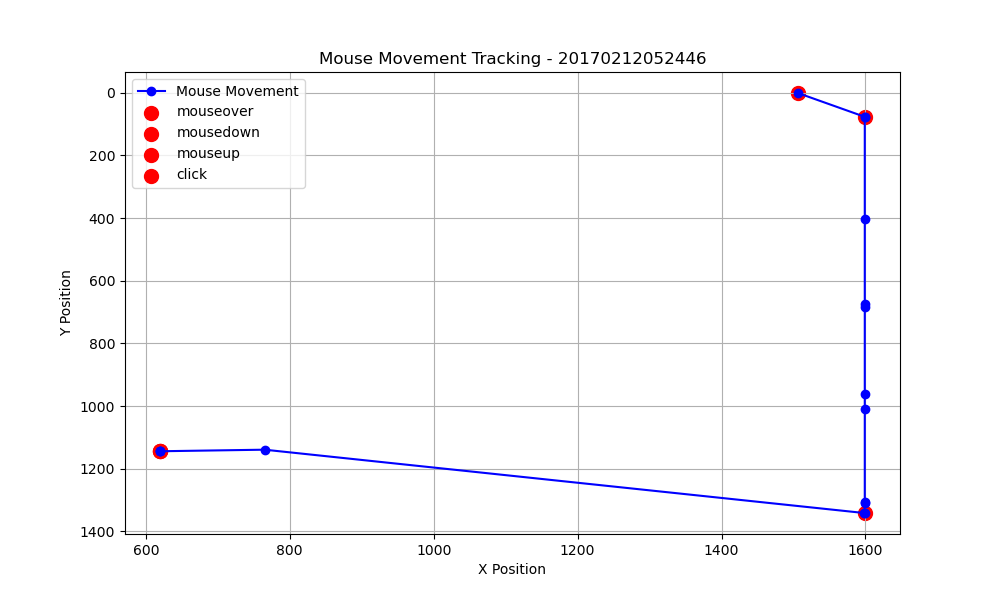 Mouse Movement Tracking - 20170212052446
Mouse Movement
mouseover
mousedown
mouseup
click
0
200
400
600
800
1000
1200
1400
Y Position
600 800 1000 1200 1400 1600
X Position